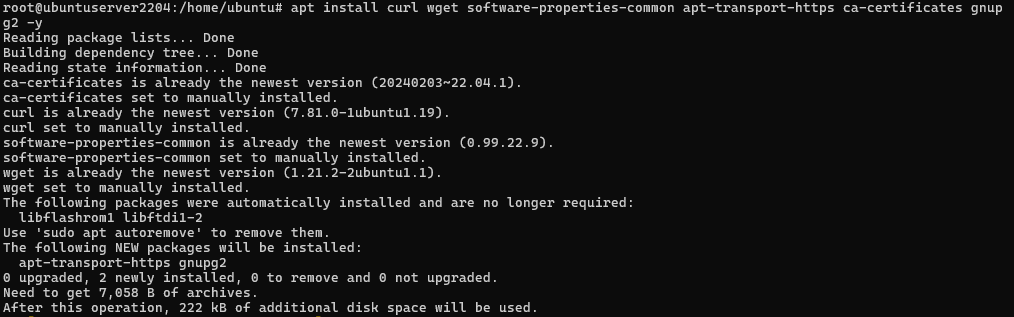 root@ubuntuserver2204:/home/ubuntu# apt install curl wget software-properties-common apt-transport-https ca-certificates gnup
g2 -y
Reading package lists... Done
Building dependency tree... Done
Reading state information... Done
ca-certificates is already the newest version (20240203~22.04.1).
ca-certificates set to manually installed.
curl is already the newest version (7.81.0-1ubuntu1.19).
curl set to manually installed.
software-properties-common is already the newest version (0.99.22.9).
software-properties-common set to manually installed.
wget is already the newest version (1.21.2-2ubuntu1.1).
wget set to manually installed.
The following packages were automatically installed and are no longer required:
  libflashrom1 libftdi1-2
Use 'sudo apt autoremove' to remove them.
The following NEW packages will be installed:
  apt-transport-https gnupg2
0 upgraded, 2 newly installed, 0 to remove and 0 not upgraded.
Need to get 7,058 B of archives.
After this operation, 222 kB of additional disk space will be used.